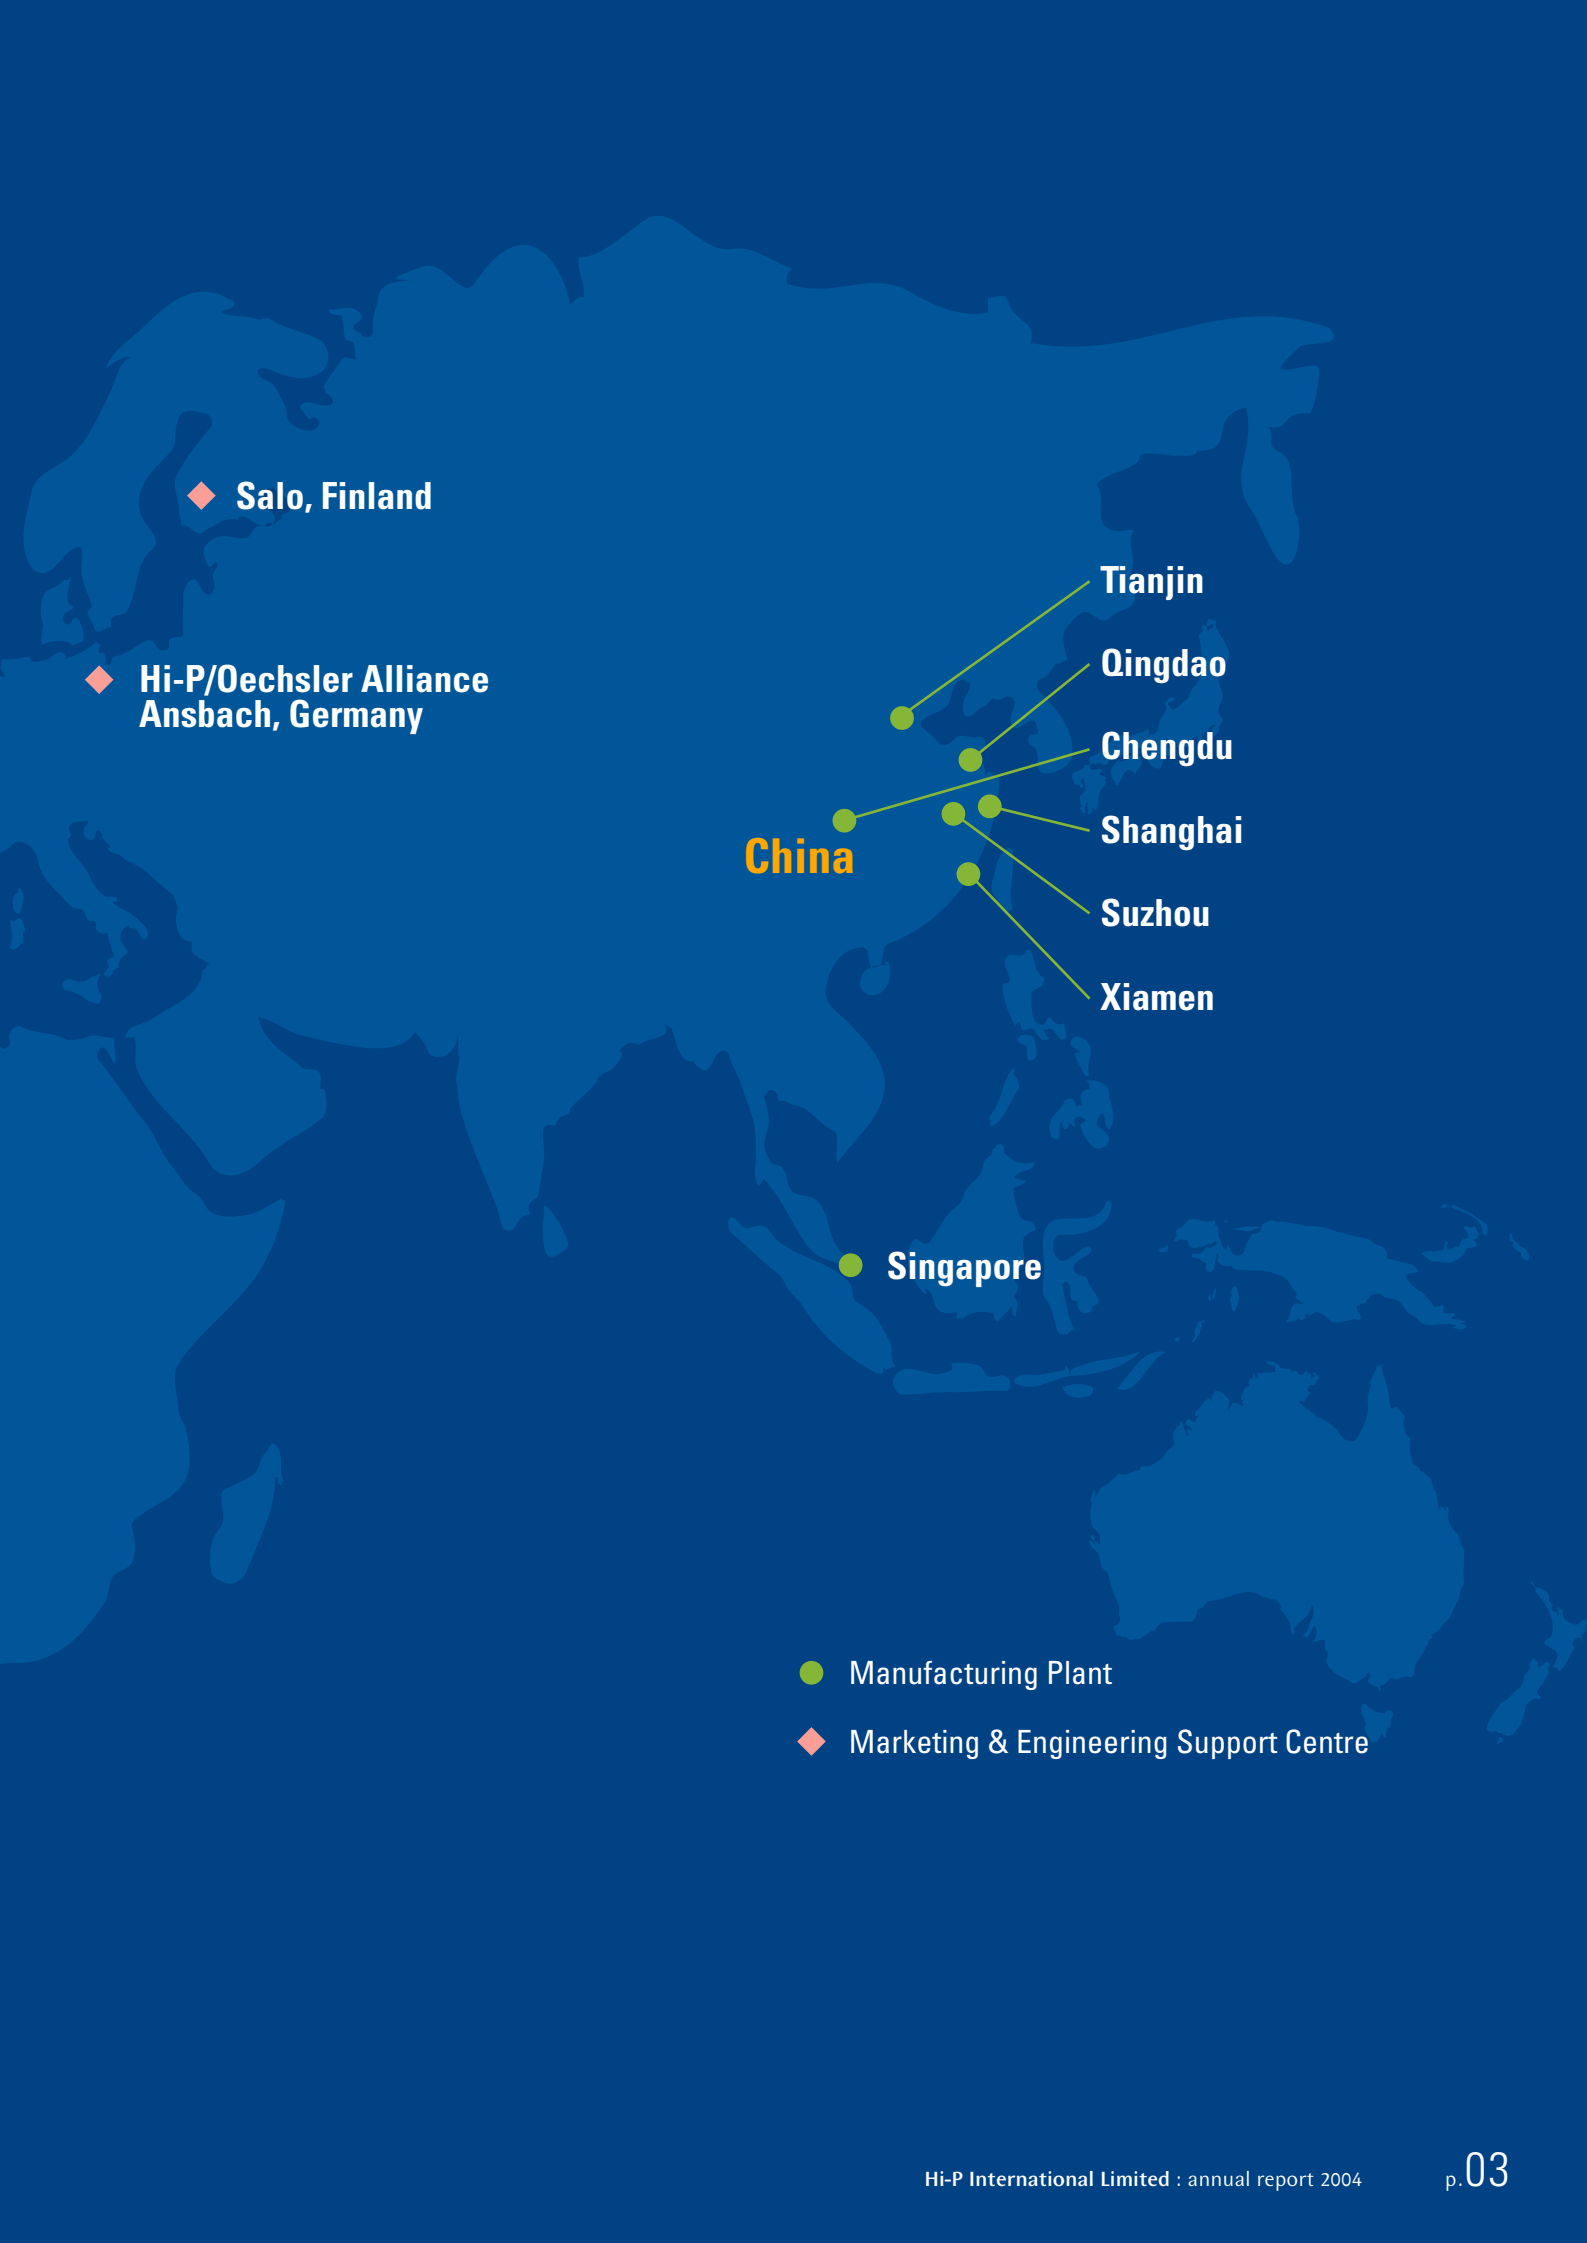 Salo, Finland
Tianjin
Qingdao
Hi-P/Oechsler Alliance
Ansbach, Germany
Chengdu
Shanghai
China
Suzhou
Xiamen
Singapore
Manufacturing Plant
Marketing & Engineering Support Centre
Hi-P International Limited : annual report 2004 p.03